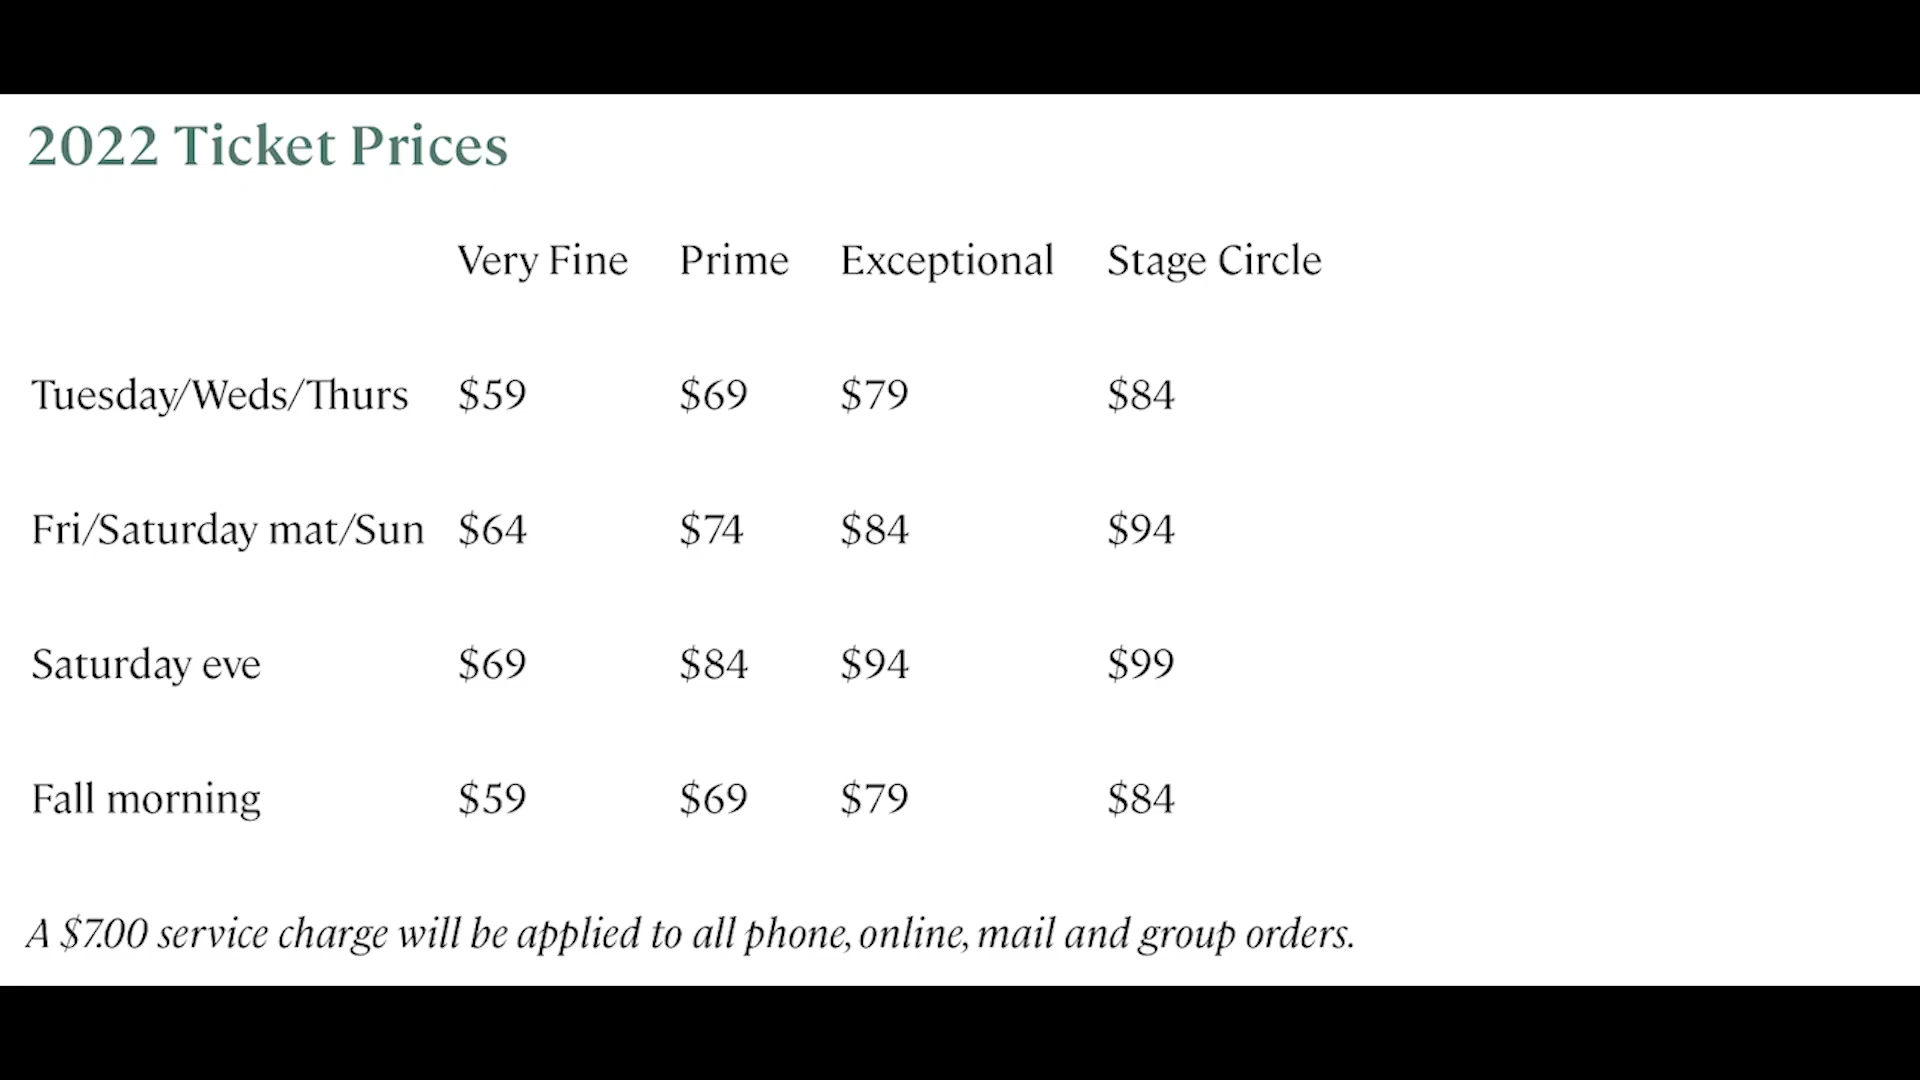 2022 Ticket Prices
Very Fine Prime Exceptional Stage Circle
Tuesday/Weds/Thurs $59 $69 $79 $84
Fri/Saturday mat/Sun $64 $74 $84 $94
Saturday eve $69 $84 $94 $99
Fall morning $59 $69 $79 $84
A $7.00 service charge will be applied to all phone, online, mail and group orders.